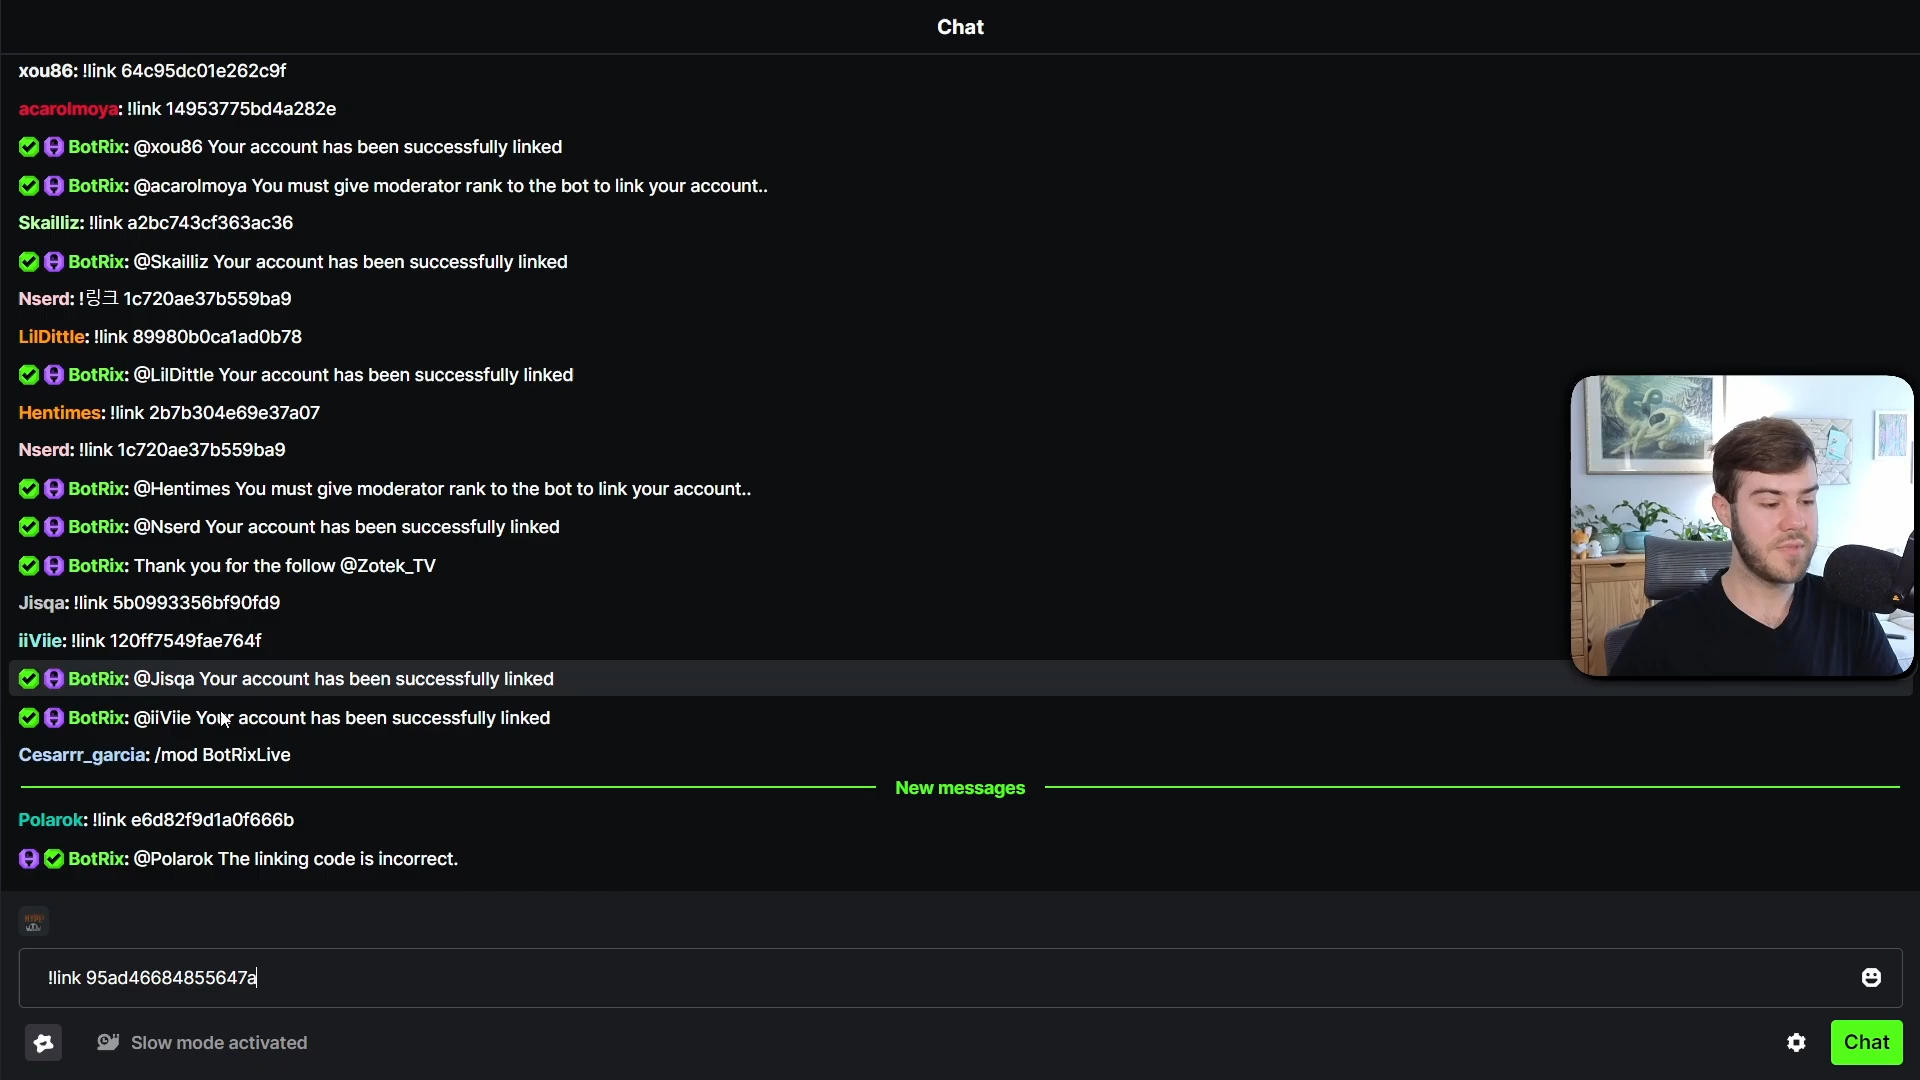 Chat
xou86: !link 64c95dc01e262c9f
acarolmoya: !link 14953775bd4a282e
BotRix: @xou86 Your account has been successfully linked
BotRix: @acarolmoya You must give moderator rank to the bot to link your account..
Skailliz: !link a2bc743cf363ac36
BotRix: @Skailliz Your account has been successfully linked
Nserd: !링크 1c720ae37b559ba9
LilDittle: !link 89980b0ca1ad0b78
BotRix: @LilDittle Your account has been successfully linked
Hentimes: !link 2b7b304e69e37a07
Nserd: !link 1c720ae37b559ba9
BotRix: @Hentimes You must give moderator rank to the bot to link your account..
BotRix: @Nserd Your account has been successfully linked
BotRix: Thank you for the follow @Zotek_TV
Jisqa: !link 5b0993356bf90fd9
iiViie: !link 120ff7549fae764f
BotRix: @Jisqa Your account has been successfully linked
BotRix: @iiViie Your account has been successfully linked
Cesarrr_garcia: /mod BotRixLive
New messages
Polarok: !link e6d82f9d1a0f666b
BotRix: @Polarok The linking code is incorrect.
!link 95ad46684855647a
Slow mode activated
Chat